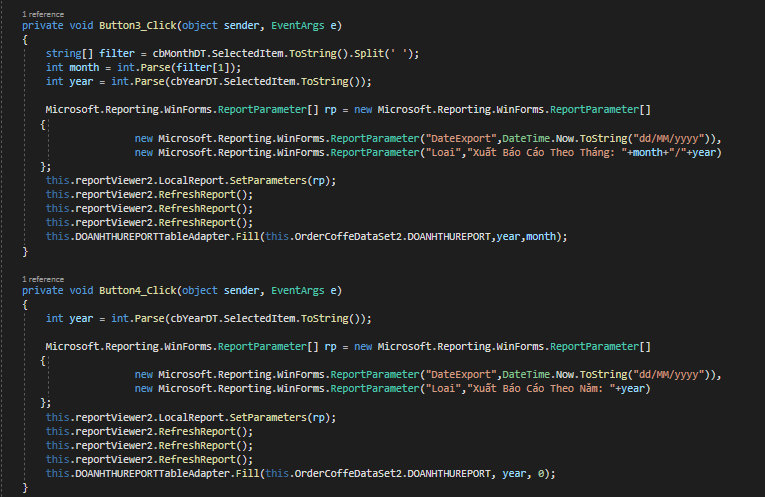 1 reference
private void Button3_Click(object sender, EventArgs e)
{
string[] filter = cbMonthDT.SelectedItem.ToString().Split(' ');
int month = int.Parse(filter[1]);
int year = int.Parse(cbYearDT.SelectedItem.ToString());
Microsoft.Reporting.WinForms.ReportParameter[] rp = new Microsoft.Reporting.WinForms.ReportParameter[]
{
new Microsoft.Reporting.WinForms.ReportParameter("DateExport",DateTime.Now.ToString("dd/MM/yyyy")),
new Microsoft.Reporting.WinForms.ReportParameter("Loai","Xuất Báo Cáo Theo Tháng: "+month+"/"+year)
};
this.reportViewer2.LocalReport.SetParameters(rp);
this.reportViewer2.RefreshReport();
this.reportViewer2.RefreshReport();
this.reportViewer2.RefreshReport();
this.DOANHTHUREPORTTableAdapter.Fill(this.OrderCoffeDataSet2.DOANHTHUREPORT,year,month);
}
1 reference
private void Button4_Click(object sender, EventArgs e)
{
int year = int.Parse(cbYearDT.SelectedItem.ToString());
Microsoft.Reporting.WinForms.ReportParameter[] rp = new Microsoft.Reporting.WinForms.ReportParameter[]
{
new Microsoft.Reporting.WinForms.ReportParameter("DateExport",DateTime.Now.ToString("dd/MM/yyyy")),
new Microsoft.Reporting.WinForms.ReportParameter("Loai","Xuất Báo Cáo Theo Năm: "+year)
};
this.reportViewer2.LocalReport.SetParameters(rp);
this.reportViewer2.RefreshReport();
this.reportViewer2.RefreshReport();
this.reportViewer2.RefreshReport();
this.DOANHTHUREPORTTableAdapter.Fill(this.OrderCoffeDataSet2.DOANHTHUREPORT, year, 0);
}